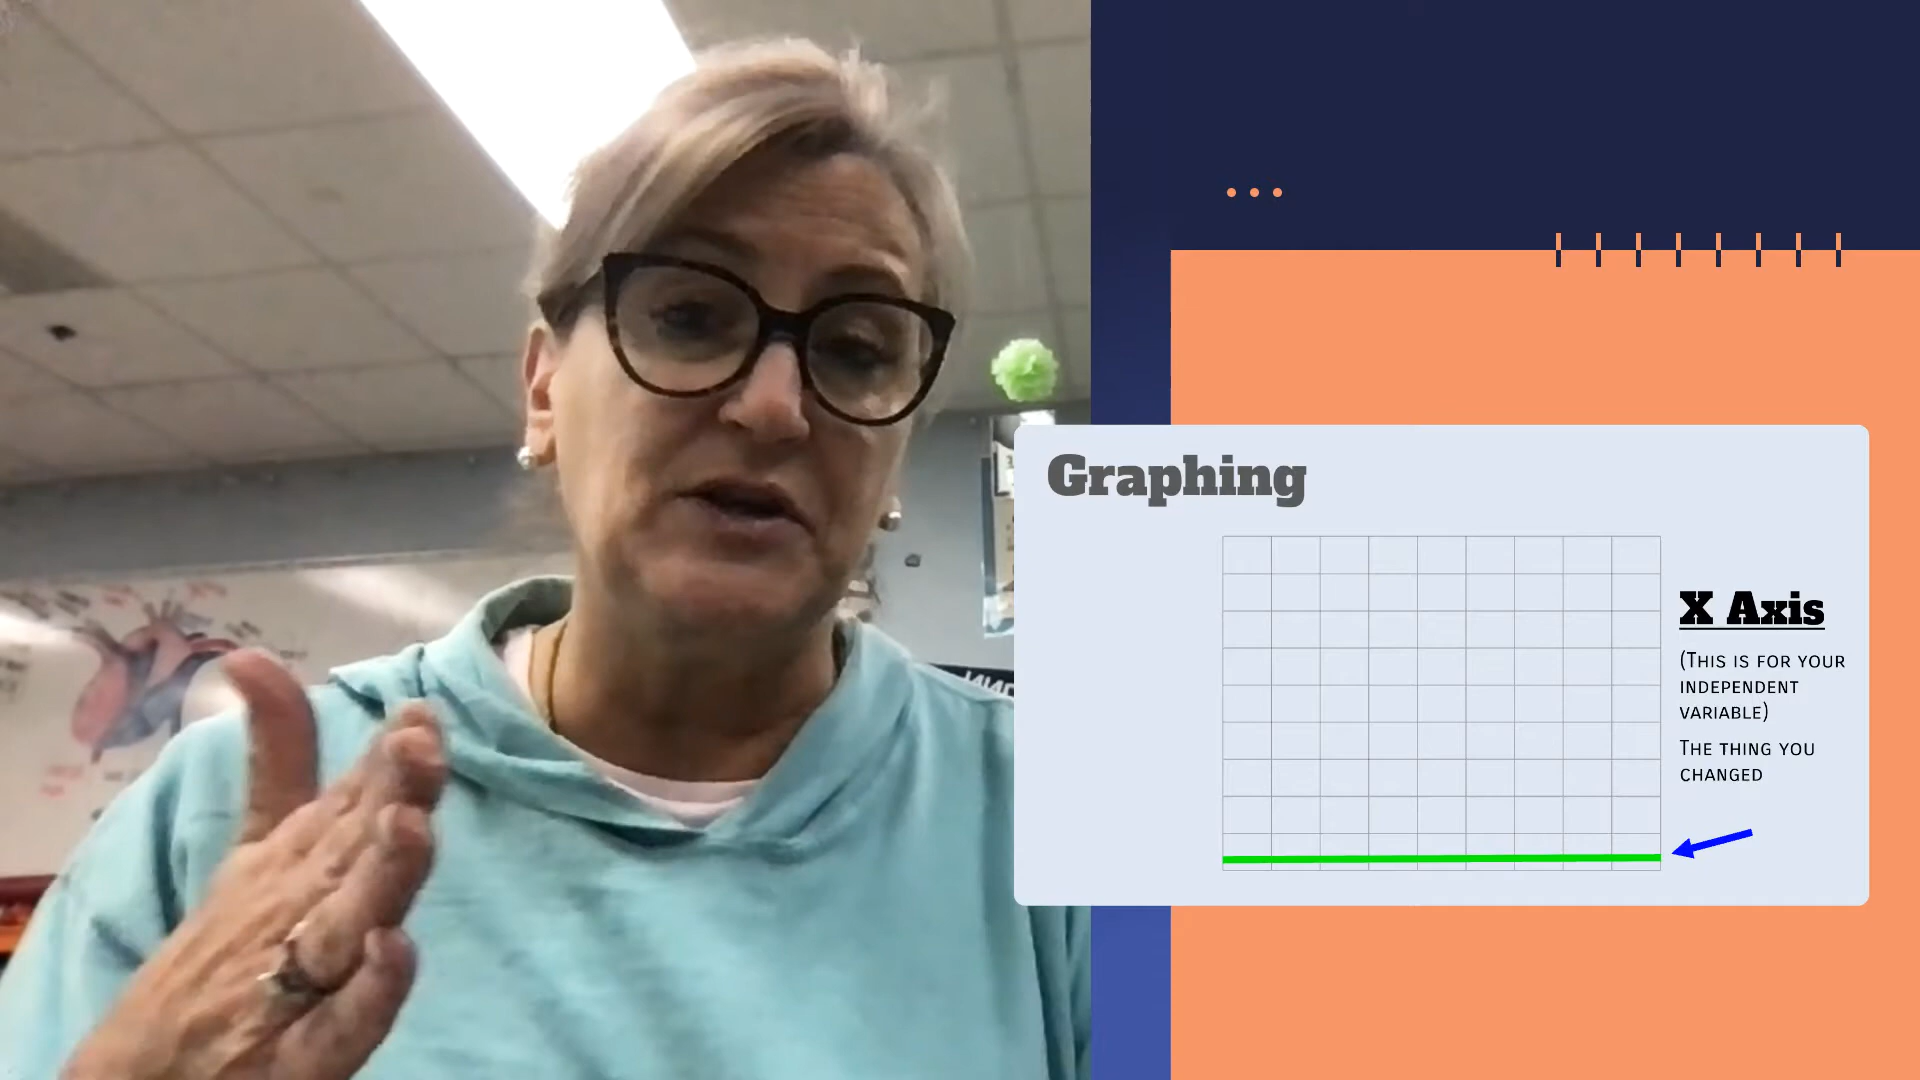 Graphing
X Axis
(This is for your
independent
variable)
The thing you
changed